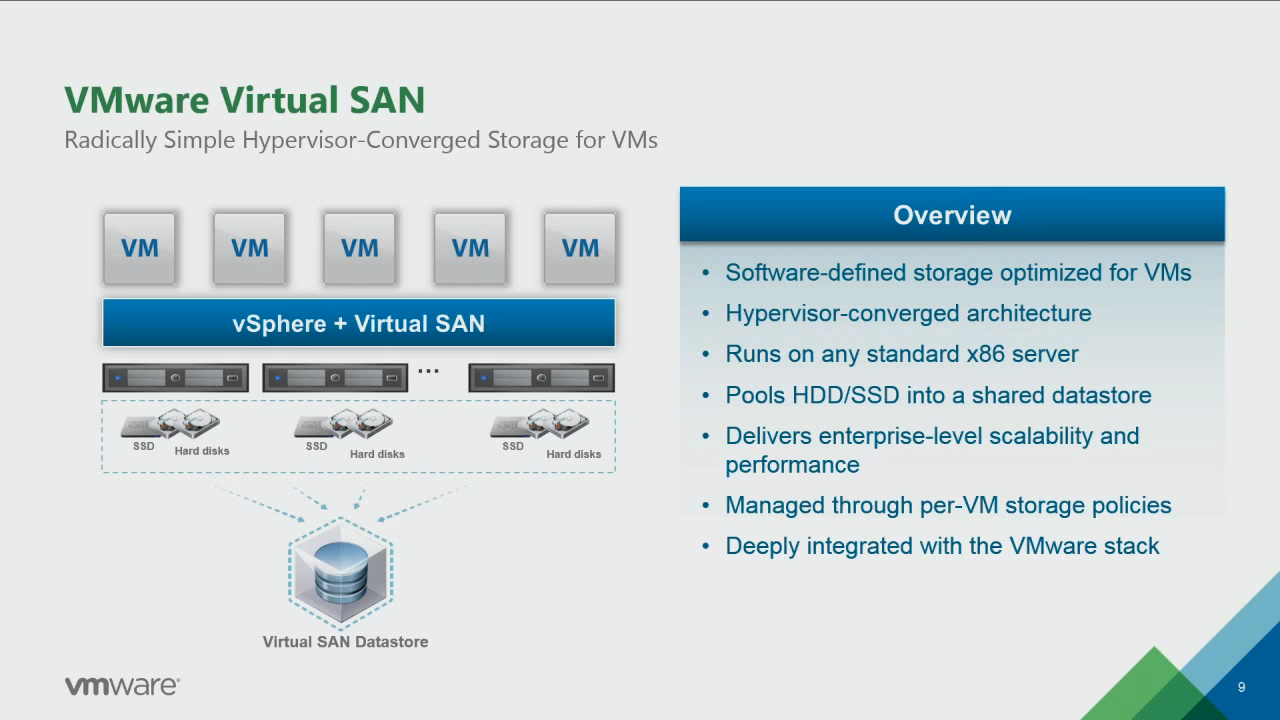 VMware Virtual SAN
Radically Simple Hypervisor-Converged Storage for VMs
VM VM VM VM VM
vSphere + Virtual SAN
...
SSD Hard disks SSD Hard disks SSD Hard disks
Virtual SAN Datastore
Overview
• Software-defined storage optimized for VMs
• Hypervisor-converged architecture
• Runs on any standard x86 server
• Pools HDD/SSD into a shared datastore
• Delivers enterprise-level scalability and
performance
• Managed through per-VM storage policies
• Deeply integrated with the VMware stack
vmware
9